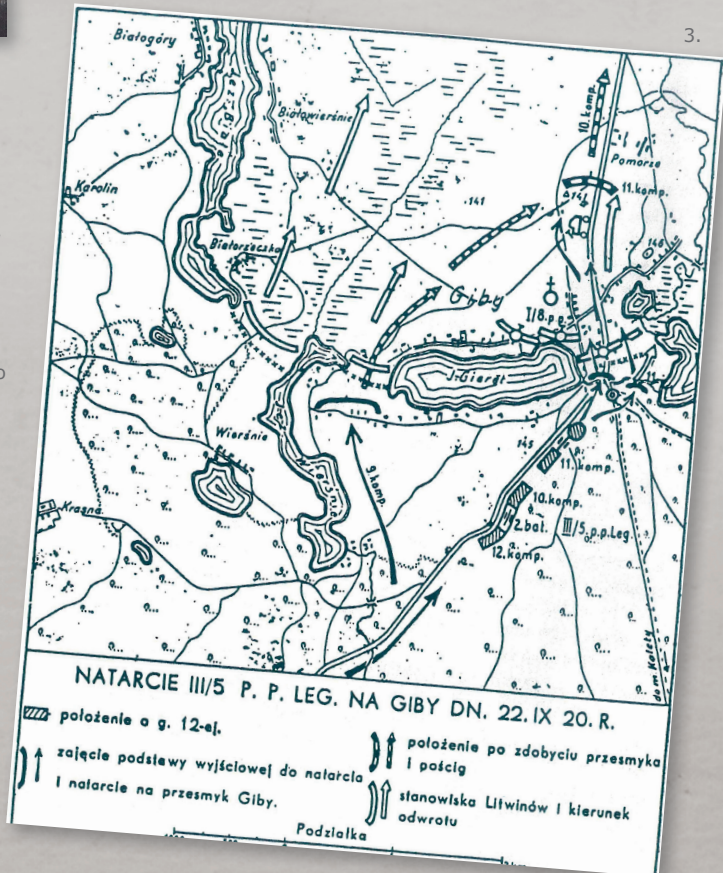 3.
Białogóry
Białowierśnie
10. komp.
Pomorze
Karolin
141
11. komp.
Białorzeczka
146
Giby
I/8. p.p.
J. Gieret
Wierśnie
9 komp.
145
11. komp.
10. komp.
2. bat.
III/5 p.p. Leg.
12. komp.
Krasna
NATARCIE III/5 P. P. LEG. NA GIBY DN. 22. IX 20. R.
położenie o g. 12-ej.
zajęcie podstawy wyjściowej do natarcia
i natarcie na przesmyk Giby.
położenie po zdobyciu przesmyka
i pościg
stanowiska Litwinów i kierunek
odwrotu
Podziałka